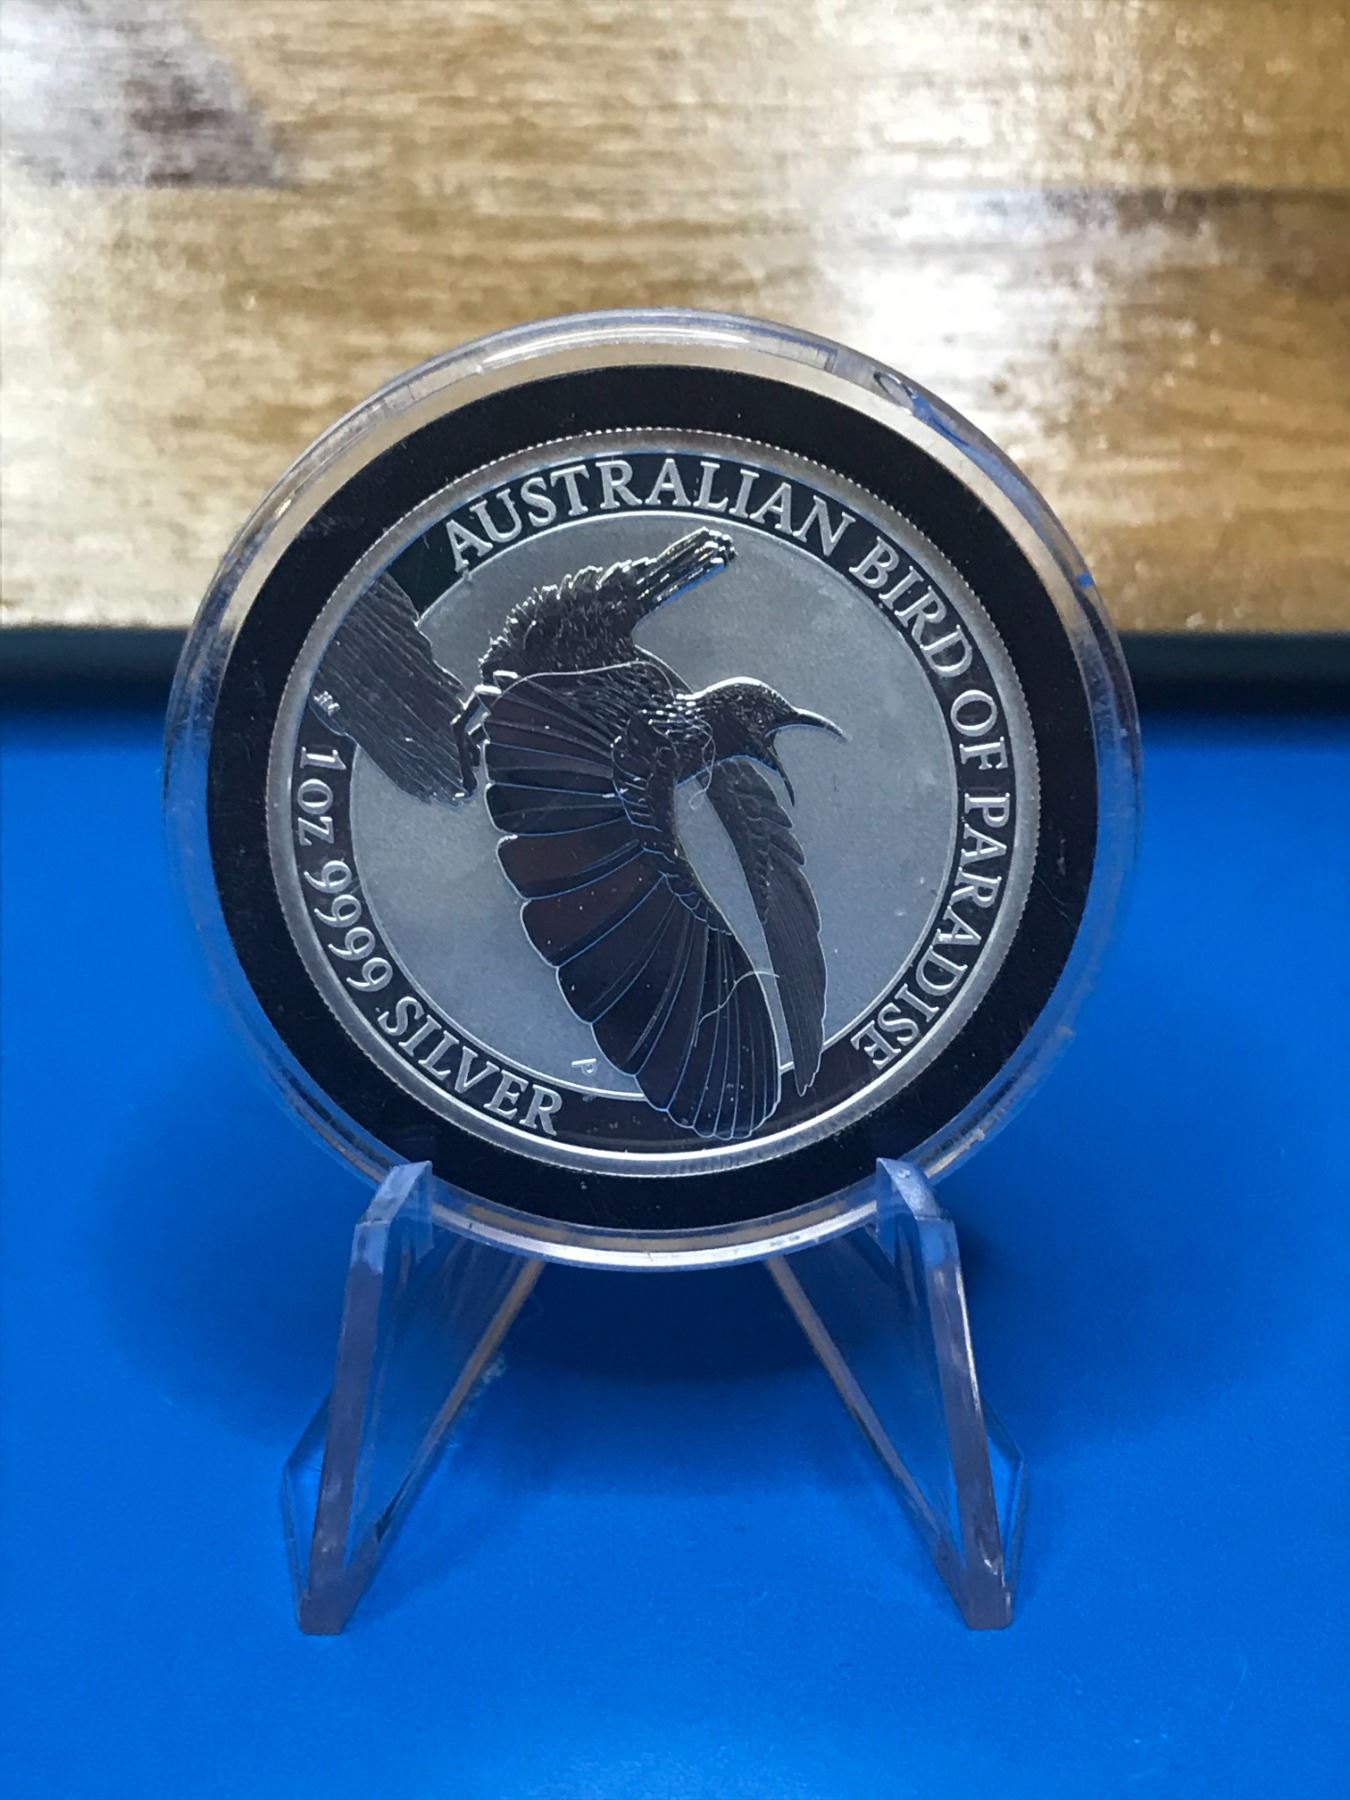 AUSTRALIAN BIRD OF PARADISE
1oz 9999 SILVER
P